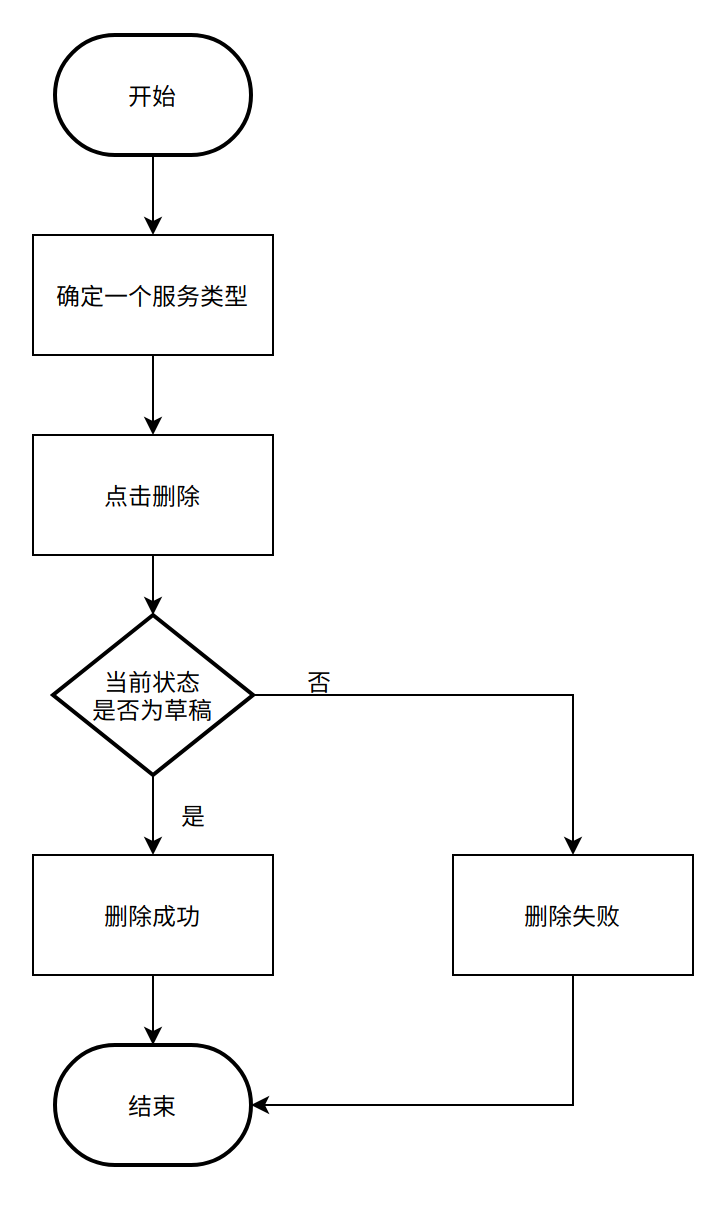 开始
确定一个服务类型
点击删除
当前状态
是否为草稿
否
是
删除成功
删除失败
结束